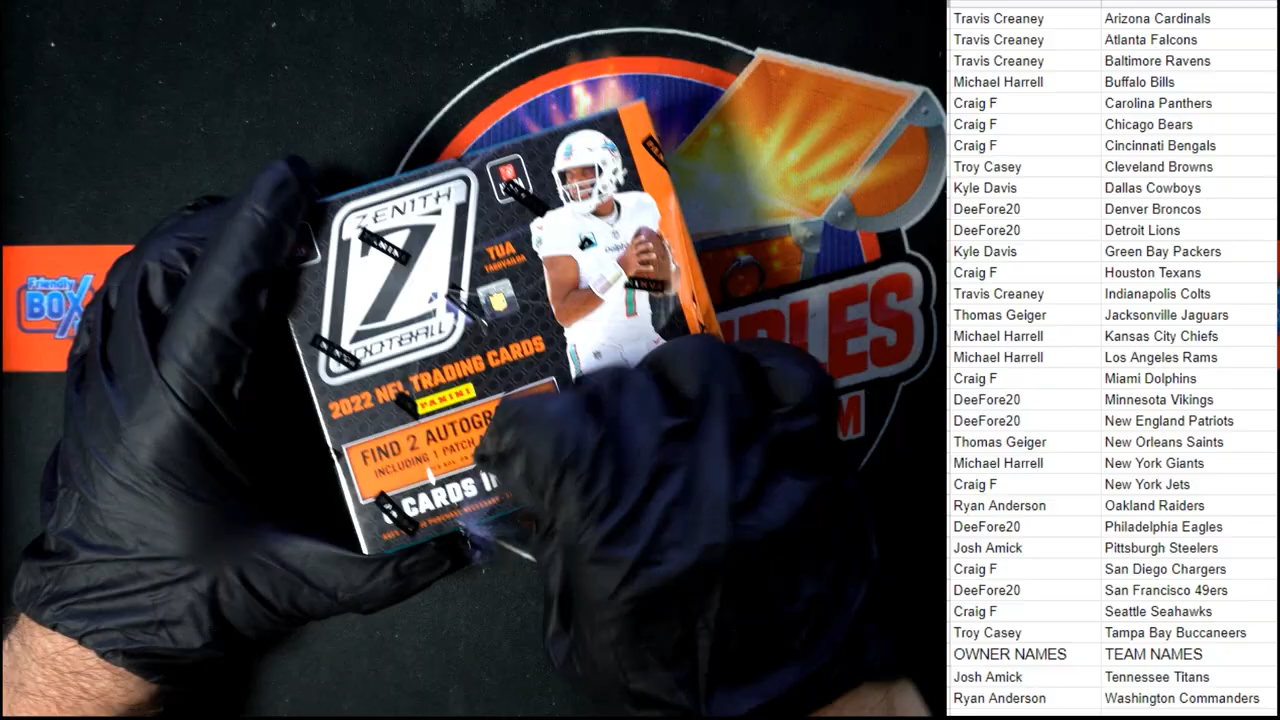 Friendly
BOX
ZENITH
Z
FOOTBALL
TUA
TAGOVAILOA
2022 NFL TRADING CARDS
PANINI
FIND 2 AUTOGR
INCLUDING 1 PATCH
CARDS IN
Travis Creaney Arizona Cardinals
Travis Creaney Atlanta Falcons
Travis Creaney Baltimore Ravens
Michael Harrell Buffalo Bills
Craig F Carolina Panthers
Craig F Chicago Bears
Craig F Cincinnati Bengals
Troy Casey Cleveland Browns
Kyle Davis Dallas Cowboys
DeeFore20 Denver Broncos
DeeFore20 Detroit Lions
Kyle Davis Green Bay Packers
Craig F Houston Texans
Travis Creaney Indianapolis Colts
Thomas Geiger Jacksonville Jaguars
Michael Harrell Kansas City Chiefs
Michael Harrell Los Angeles Rams
Craig F Miami Dolphins
DeeFore20 Minnesota Vikings
DeeFore20 New England Patriots
Thomas Geiger New Orleans Saints
Michael Harrell New York Giants
Craig F New York Jets
Ryan Anderson Oakland Raiders
DeeFore20 Philadelphia Eagles
Josh Amick Pittsburgh Steelers
Craig F San Diego Chargers
DeeFore20 San Francisco 49ers
Craig F Seattle Seahawks
Troy Casey Tampa Bay Buccaneers
OWNER NAMES TEAM NAMES
Josh Amick Tennessee Titans
Ryan Anderson Washington Commanders